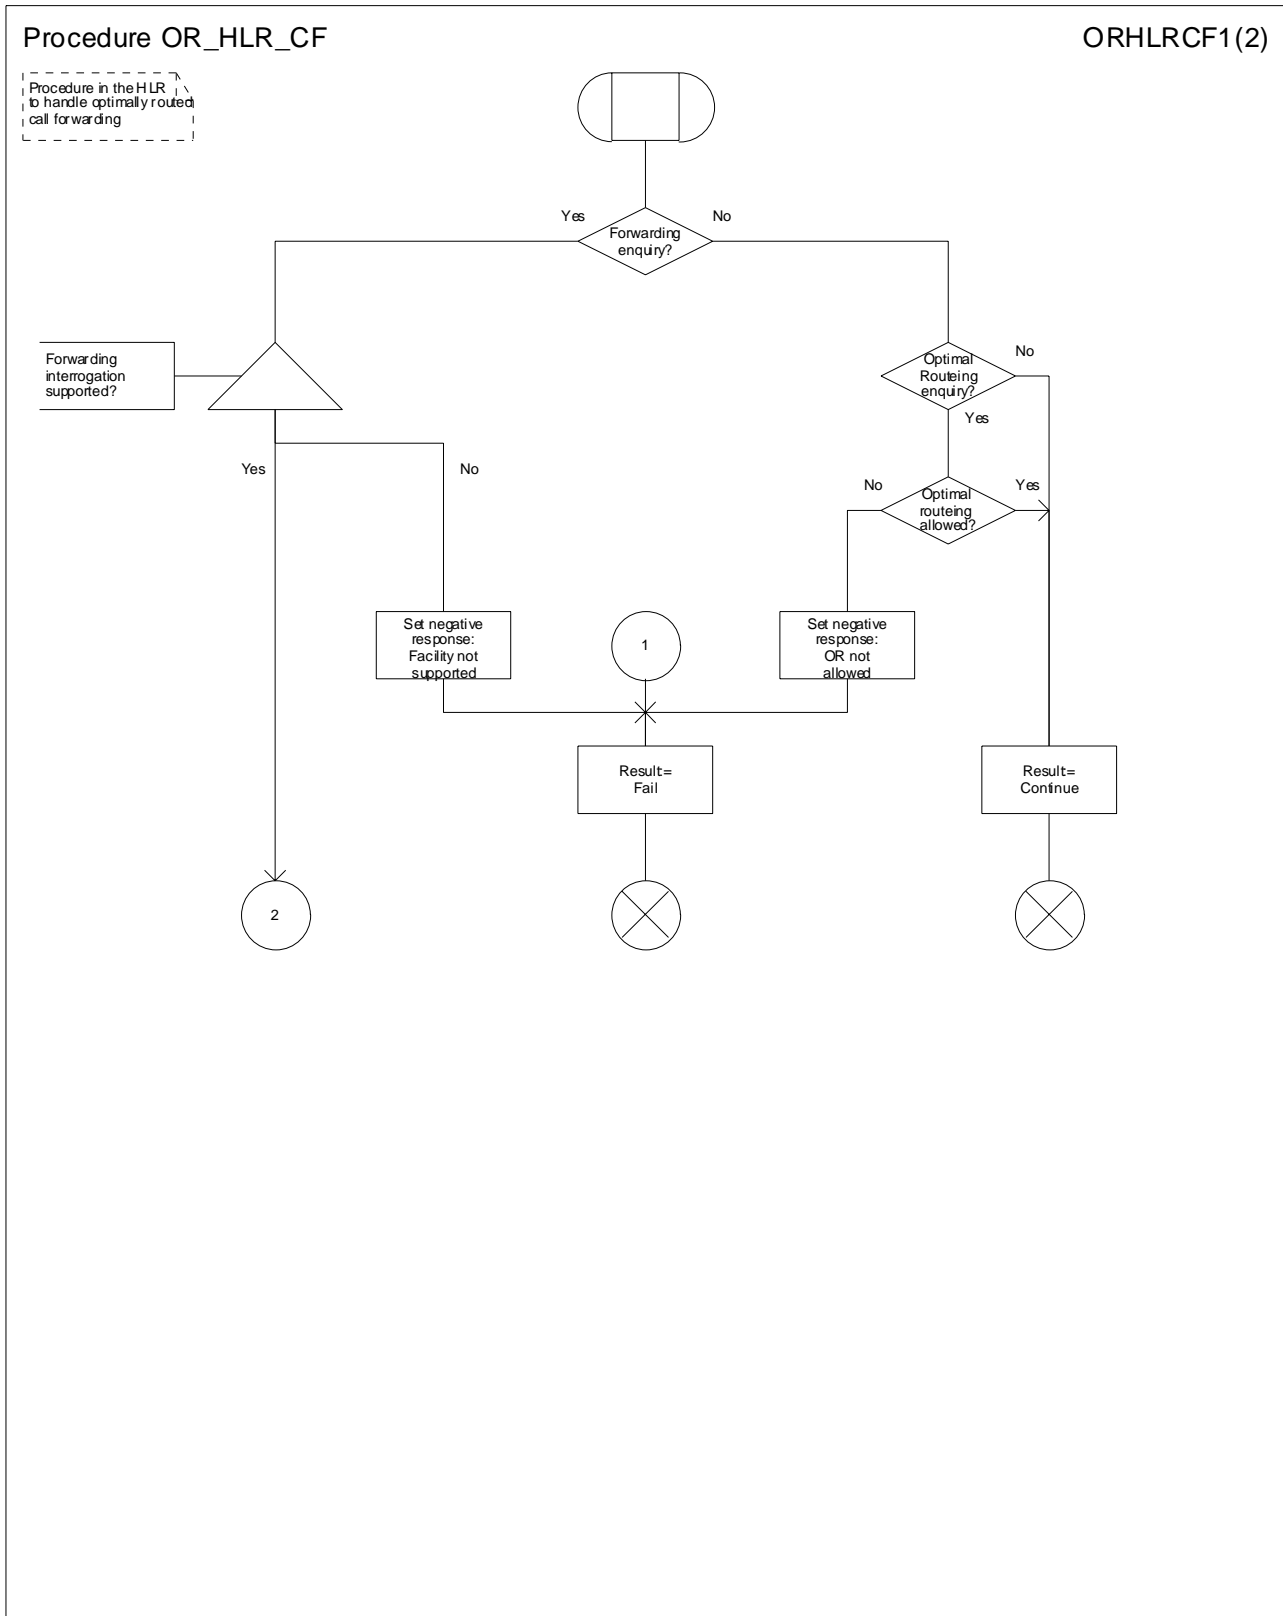 Procedure OR_HLR_CF
ORHLRCF1(2)
Procedure in the HLR
to handle optimally routed
call forwarding
Yes
No
Forwarding
enquiry?
Forwarding
interrogation
supported?
Optimal
Routeing
enquiry?
No
Yes
Yes
No
No
Optimal
routeing
allowed?
Yes
Set negative
response:
Facility not
supported
1
Set negative
response:
OR not
allowed
Result=
Fail
Result=
Continue
2